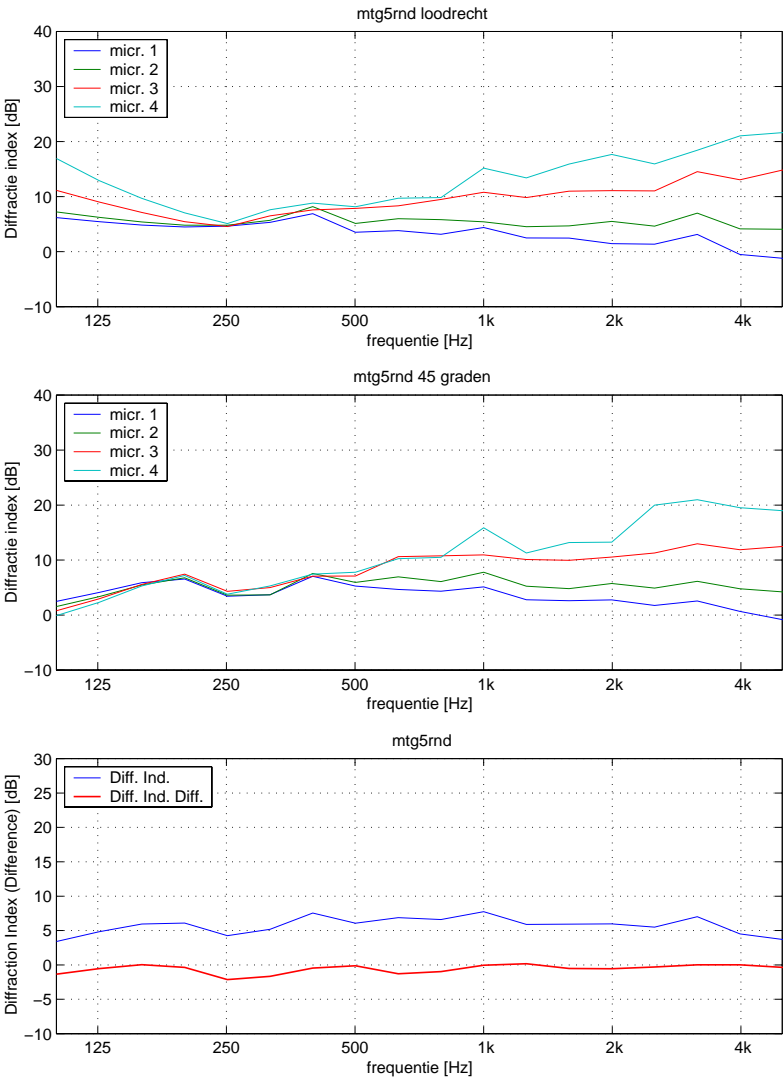 mtg5rnd loodrecht
40
30
20
10
0
−10
Diffractie index [dB]
micr. 1
micr. 2
micr. 3
micr. 4
125 250 500 1k 2k 4k
frequentie [Hz]
mtg5rnd 45 graden
40
30
20
10
0
−10
Diffractie index [dB]
micr. 1
micr. 2
micr. 3
micr. 4
125 250 500 1k 2k 4k
frequentie [Hz]
mtg5rnd
30
25
20
15
10
5
0
−5
−10
Diffraction Index (Difference) [dB]
Diff. Ind.
Diff. Ind. Diff.
125 250 500 1k 2k 4k
frequentie [Hz]